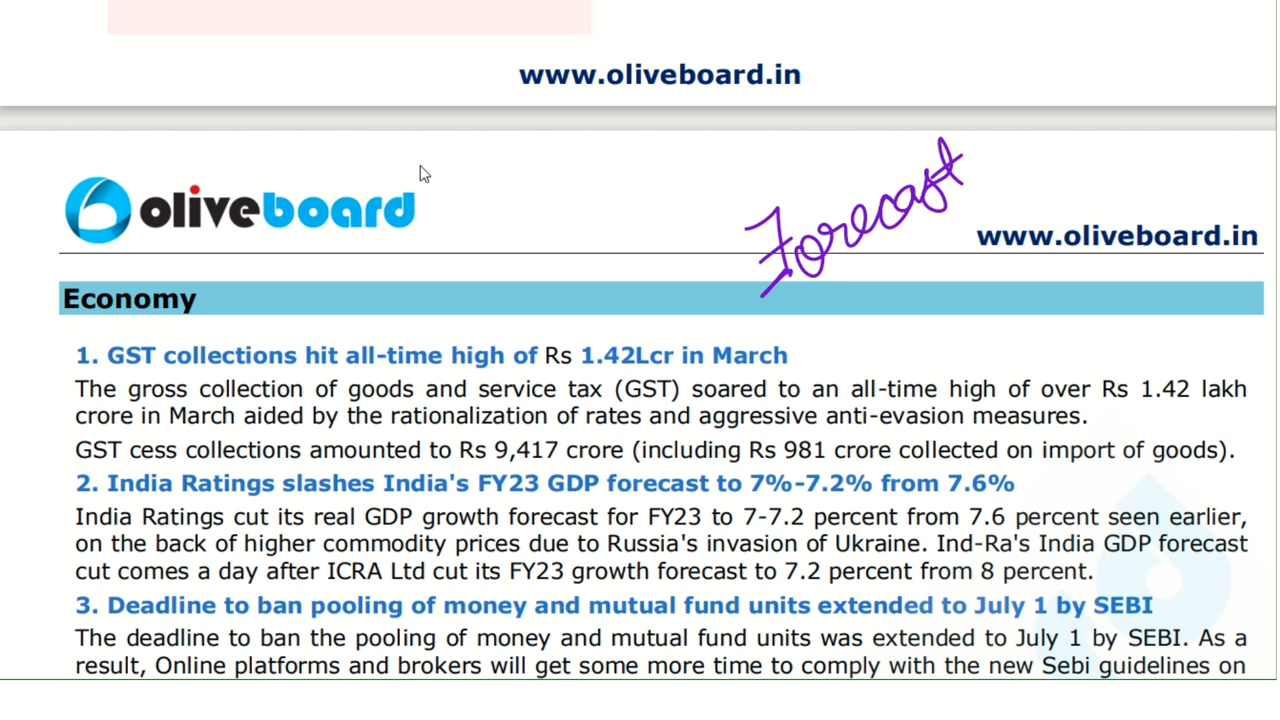 www.oliveboard.in
Forecast
oliveboard
www.oliveboard.in
Economy
1. GST collections hit all-time high of Rs 1.42Lcr in March
The gross collection of goods and service tax (GST) soared to an all-time high of over Rs 1.42 lakh
crore in March aided by the rationalization of rates and aggressive anti-evasion measures.
GST cess collections amounted to Rs 9,417 crore (including Rs 981 crore collected on import of goods).
2. India Ratings slashes India's FY23 GDP forecast to 7%-7.2% from 7.6%
India Ratings cut its real GDP growth forecast for FY23 to 7-7.2 percent from 7.6 percent seen earlier,
on the back of higher commodity prices due to Russia's invasion of Ukraine. Ind-Ra's India GDP forecast
cut comes a day after ICRA Ltd cut its FY23 growth forecast to 7.2 percent from 8 percent.
3. Deadline to ban pooling of money and mutual fund units extended to July 1 by SEBI
The deadline to ban the pooling of money and mutual fund units was extended to July 1 by SEBI. As a
result, Online platforms and brokers will get some more time to comply with the new Sebi guidelines on